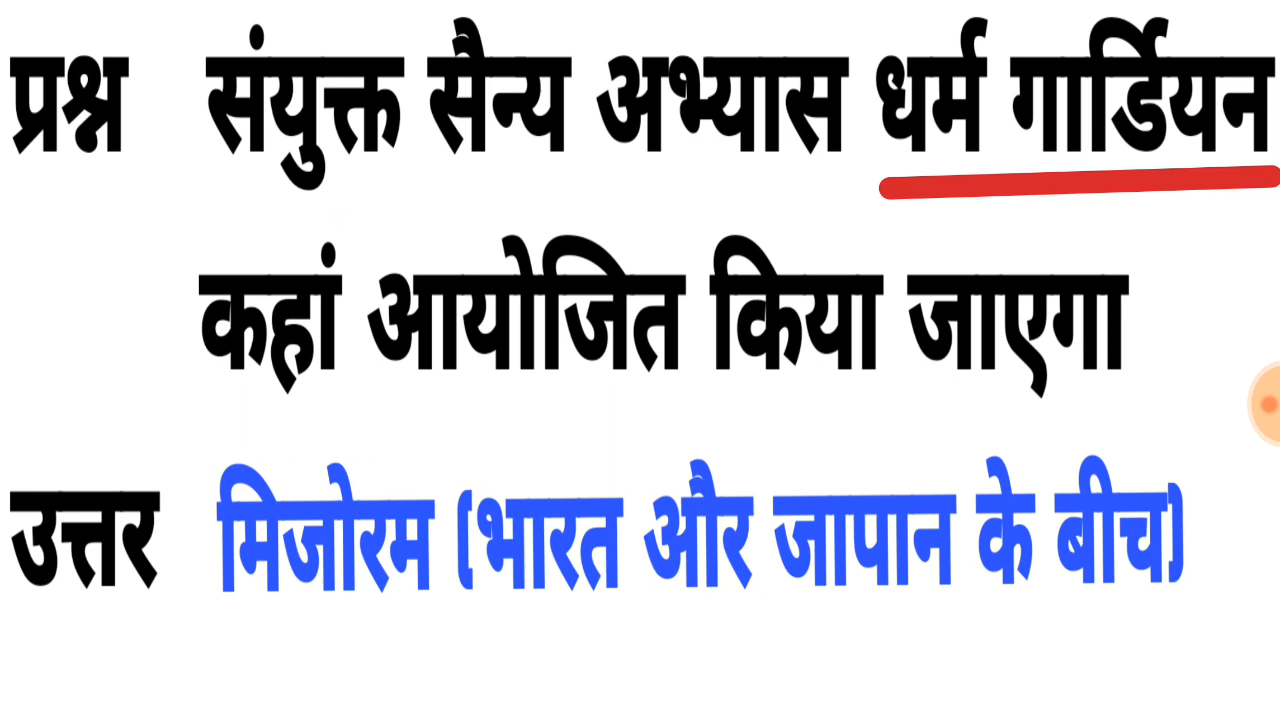 प्रश्न संयुक्त सैन्य अभ्यास धर्म गार्डियन
कहां आयोजित किया जाएगा
उत्तर मिजोरम (भारत और जापान के बीच)